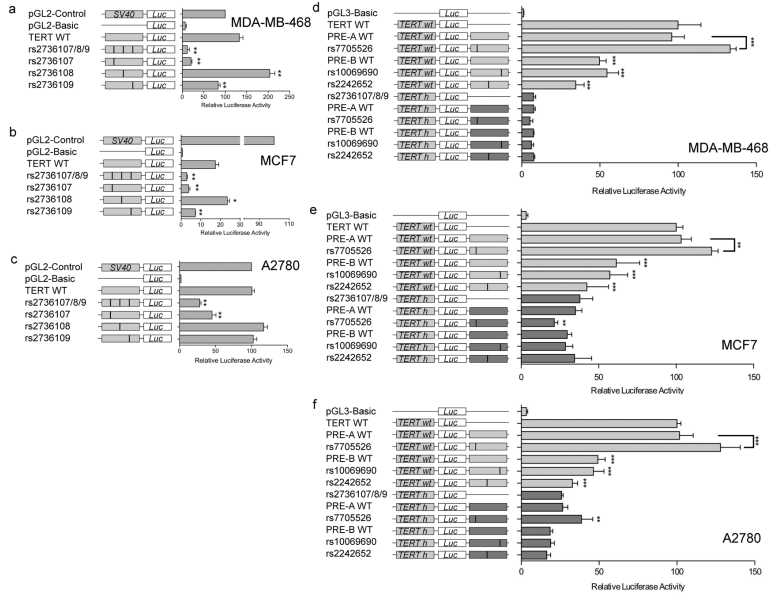 a
pGL2-Control SV40 Luc
pGL2-Basic Luc
TERT WT Luc
rs2736107/8/9 Luc **
rs2736107 Luc **
rs2736108 Luc **
rs2736109 Luc **
MDA-MB-468
0 50 100 150 200 250
Relative Luciferase Activity
b
pGL2-Control SV40 Luc
pGL2-Basic Luc
TERT WT Luc
rs2736107/8/9 Luc **
rs2736107 Luc **
rs2736108 Luc *
rs2736109 Luc **
MCF7
0 10 20 30 90 100 110
Relative Luciferase Activity
c
pGL2-Control SV40 Luc
pGL2-Basic Luc
TERT WT Luc
rs2736107/8/9 Luc **
rs2736107 Luc **
rs2736108 Luc
rs2736109 Luc
A2780
0 50 100 150
Relative Luciferase Activity
d
pGL3-Basic Luc
TERT WT TERT wt Luc
PRE-A WT TERT wt Luc
rs7705526 TERT wt Luc ***
PRE-B WT TERT wt Luc ***
rs10069690 TERT wt Luc ***
rs2242652 TERT wt Luc ***
rs2736107/8/9 TERT h Luc
PRE-A WT TERT h Luc
rs7705526 TERT h Luc
PRE-B WT TERT h Luc
rs10069690 TERT h Luc
rs2242652 TERT h Luc
MDA-MB-468
0 50 100 150
Relative Luciferase Activity
e
pGL3-Basic Luc
TERT WT TERT wt Luc
PRE-A WT TERT wt Luc
rs7705526 TERT wt Luc **
PRE-B WT TERT wt Luc ***
rs10069690 TERT wt Luc ***
rs2242652 TERT wt Luc ***
rs2736107/8/9 TERT h Luc
PRE-A WT TERT h Luc
rs7705526 TERT h Luc **
PRE-B WT TERT h Luc
rs10069690 TERT h Luc
rs2242652 TERT h Luc
MCF7
0 50 100 150
Relative Luciferase Activity
f
pGL3-Basic Luc
TERT WT TERT wt Luc
PRE-A WT TERT wt Luc
rs7705526 TERT wt Luc ***
PRE-B WT TERT wt Luc ***
rs10069690 TERT wt Luc ***
rs2242652 TERT wt Luc ***
rs2736107/8/9 TERT h Luc
PRE-A WT TERT h Luc
rs7705526 TERT h Luc **
PRE-B WT TERT h Luc
rs10069690 TERT h Luc
rs2242652 TERT h Luc
A2780
0 50 100 150
Relative Luciferase Activity